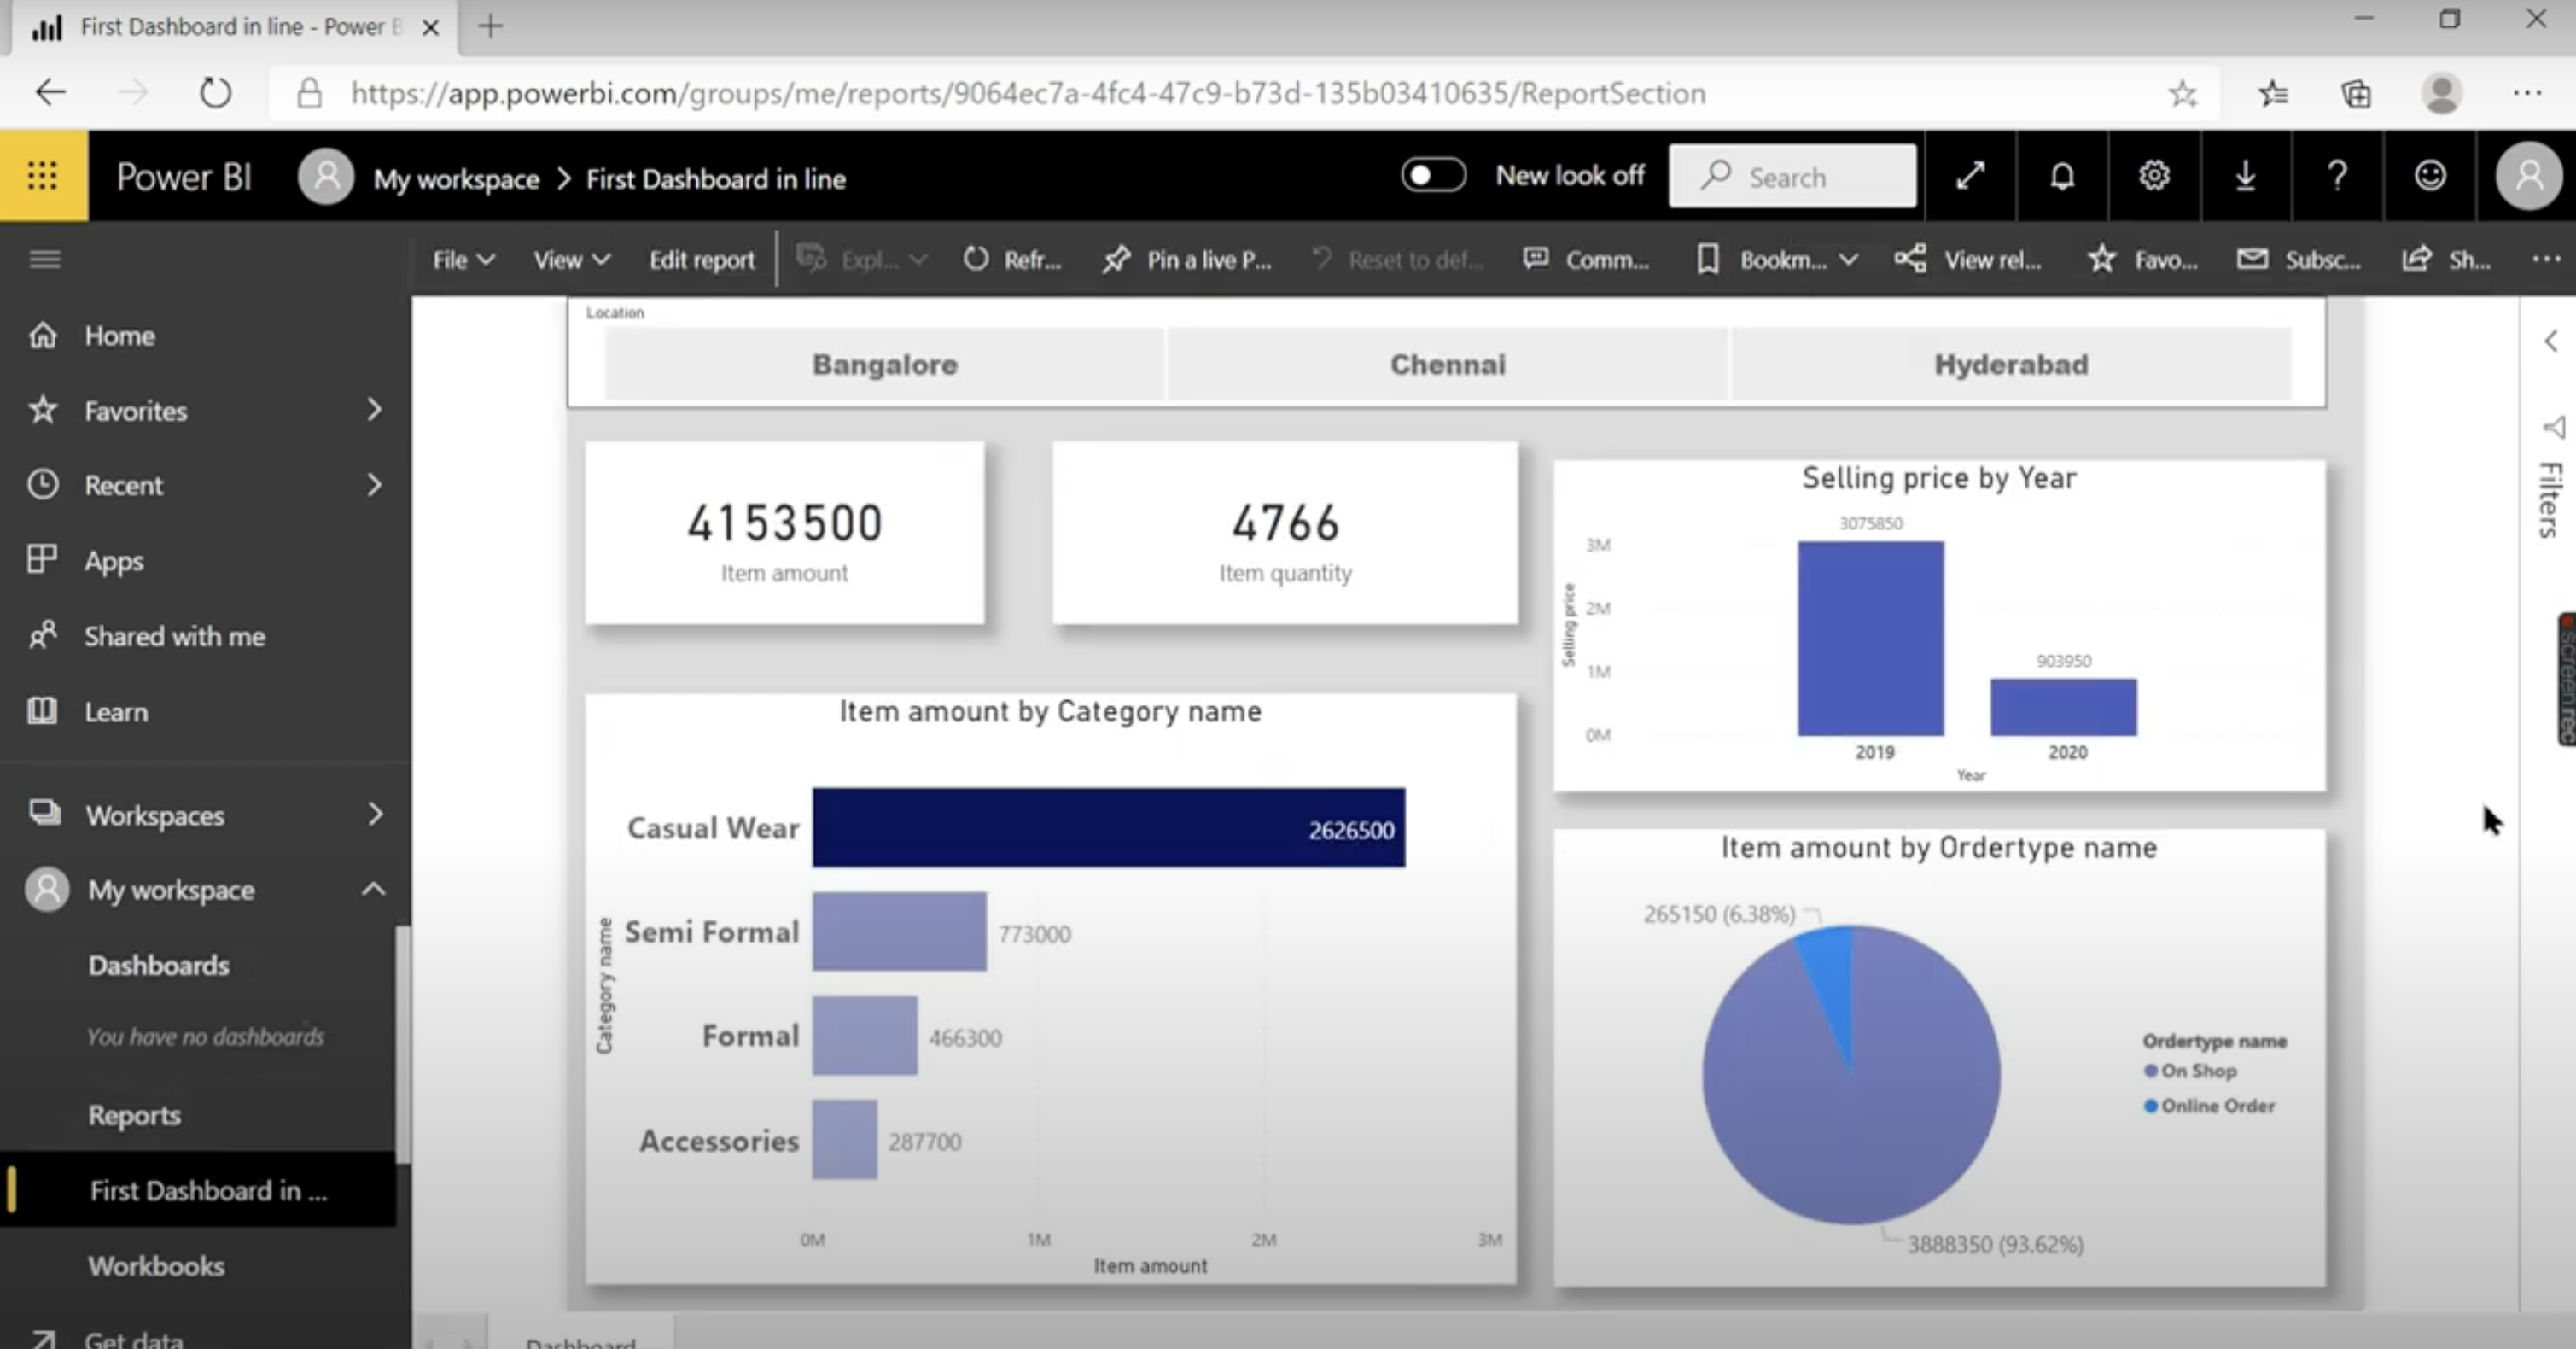 First Dashboard in line - Power B
https://app.powerbi.com/groups/me/reports/9064ec7a-4fc4-47c9-b73d-135b03410635/ReportSection
Power BI
My workspace > First Dashboard in line
New look off
Search
File
View
Edit report
Expl...
Refr...
Pin a live P...
Reset to def...
Comm...
Bookm...
View rel...
Favo...
Subsc...
Sh...
Home
Favorites
Recent
Apps
Shared with me
Learn
Workspaces
My workspace
Dashboards
You have no dashboards
Reports
First Dashboard in ...
Workbooks
Get data
Location
Bangalore
Chennai
Hyderabad
4153500
Item amount
4766
Item quantity
Selling price by Year
Selling price
3M
2M
1M
0M
3075850
903950
2019
2020
Year
Item amount by Category name
Category name
Casual Wear
2626500
Semi Formal
773000
Formal
466300
Accessories
287700
0M
1M
2M
3M
Item amount
Item amount by Ordertype name
265150 (6.38%)
3888350 (93.62%)
Ordertype name
On Shop
Online Order
Filters
screenrec
Dashboard